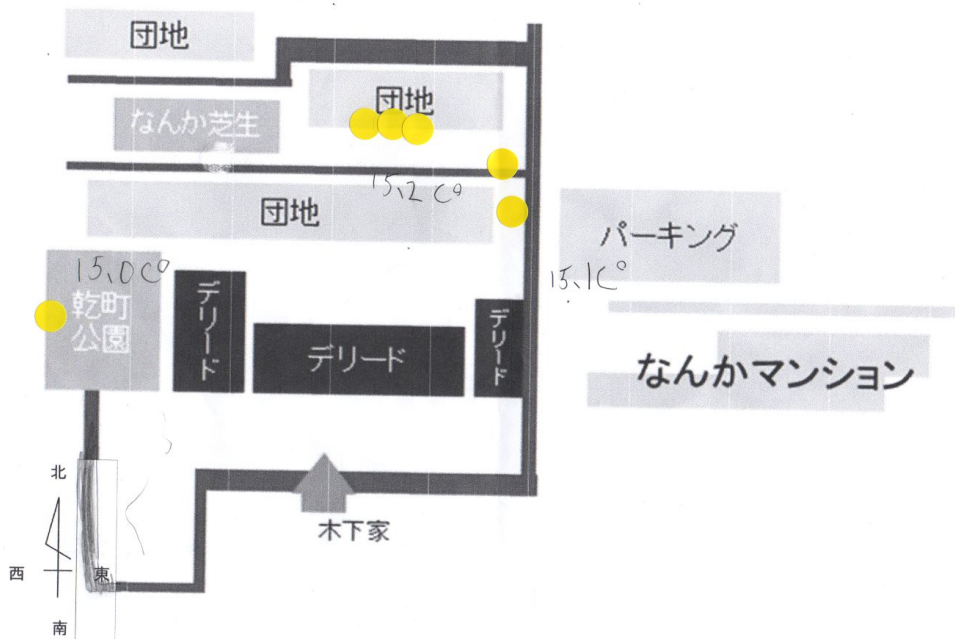 団地
団地
なんか芝生
15.2 C°
団地
パーキング
15.0 C°
15.1C°
乾町
公園
デリード
デリード
デリード
なんかマンション
北
木下家
西
東
南